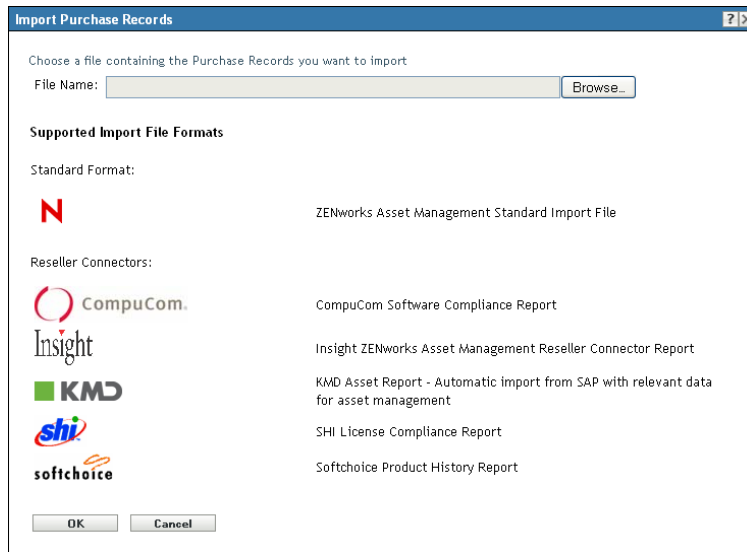 Import Purchase Records ? X
Choose a file containing the Purchase Records you want to import
File Name: Browse...
Supported Import File Formats
Standard Format:
N ZENworks Asset Management Standard Import File
Reseller Connectors:
CompuCom. CompuCom Software Compliance Report
Insight Insight ZENworks Asset Management Reseller Connector Report
KMD KMD Asset Report - Automatic import from SAP with relevant data
for asset management
shi SHI License Compliance Report
softchoice Softchoice Product History Report
OK Cancel